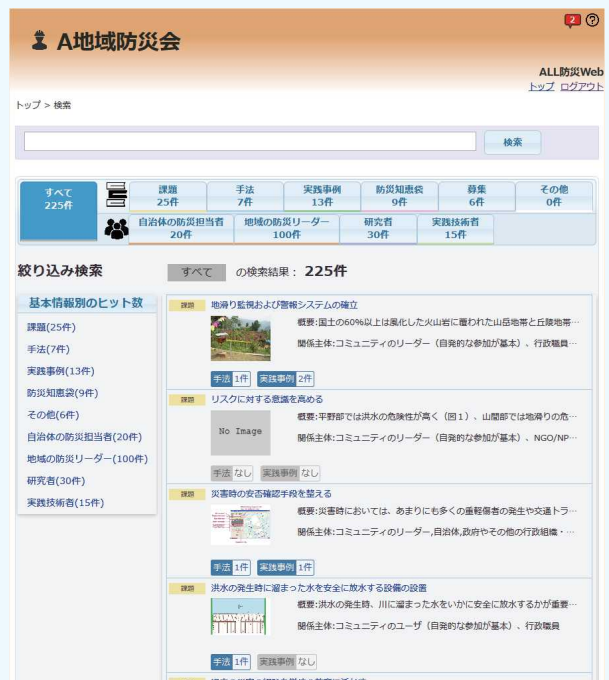 2
A地域防災会
ALL防災Web
トップ ログアウト
トップ > 検索
検索
すべて
225件
課題
25件
手法
7件
実践事例
13件
防災知恵袋
9件
募集
6件
その他
0件
自治体の防災担当者
20件
地域の防災リーダー
100件
研究者
30件
実践技術者
15件
絞り込み検索
すべて の検索結果： 225件
基本情報別のヒット数
課題(25件)
手法(7件)
実践事例(13件)
防災知恵袋(9件)
その他(6件)
自治体の防災担当者(20件)
地域の防災リーダー(100件)
研究者(30件)
実践技術者(15件)
課題 地滑り監視および警報システムの確立
概要:国土の60%以上は風化した火山岩に覆われた山岳地帯と丘陵地帯…
関係主体:コミュニティのリーダー（自発的な参加が基本）、行政職員…
手法 1件 実践事例 2件
課題 リスクに対する意識を高める
No Image
概要:平野部では洪水の危険性が高く（図１）、山間部では地滑りの危…
関係主体:コミュニティのリーダー（自発的な参加が基本）、NGO/NP…
手法 なし 実践事例 なし
課題 災害時の安否確認手段を整える
概要:災害時においては、あまりにも多くの重軽傷者の発生や交通トラ…
関係主体:コミュニティのリーダー,自治体,政府やその他の行政組織・…
手法 1件 実践事例 1件
課題 洪水の発生時に溜まった水を安全に放水する設備の設置
概要:洪水の発生時、川に溜まった水をいかに安全に放水するかが重要…
関係主体:コミュニティのユーザ（自発的な参加が基本）、行政職員
手法 1件 実践事例 なし